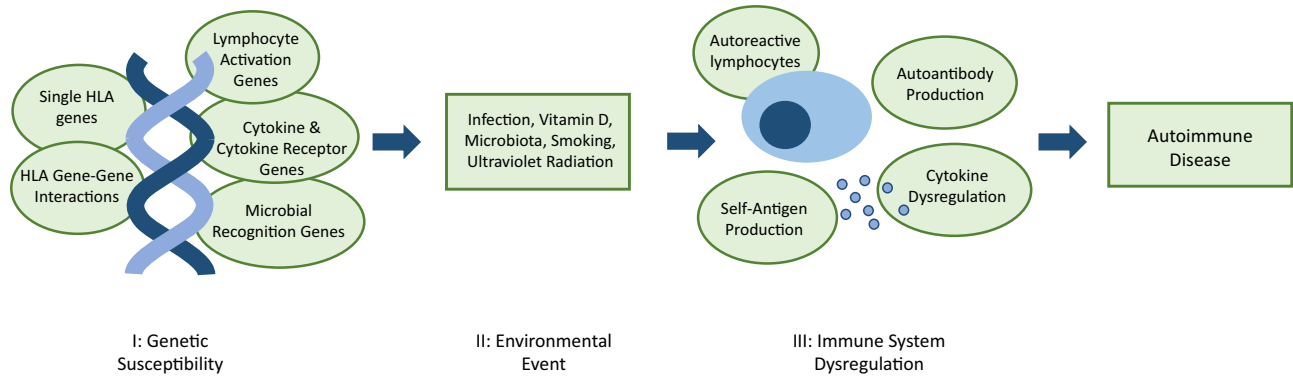 Lymphocyte
Activation
Genes
Single HLA
genes
Cytokine &
Cytokine Receptor
Genes
HLA Gene-Gene
Interactions
Microbial
Recognition Genes
Infection, Vitamin D,
Microbiota, Smoking,
Ultraviolet Radiation
Autoreactive
lymphocytes
Autoantibody
Production
Self-Antigen
Production
Cytokine
Dysregulation
Autoimmune
Disease
I: Genetic
Susceptibility
II: Environmental
Event
III: Immune System
Dysregulation